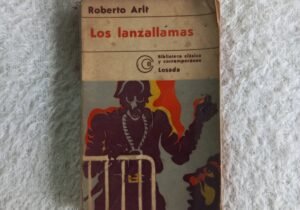 Roberto Arlt
Los lanzallamas
Biblioteca clásica
y contemporánea
Losada